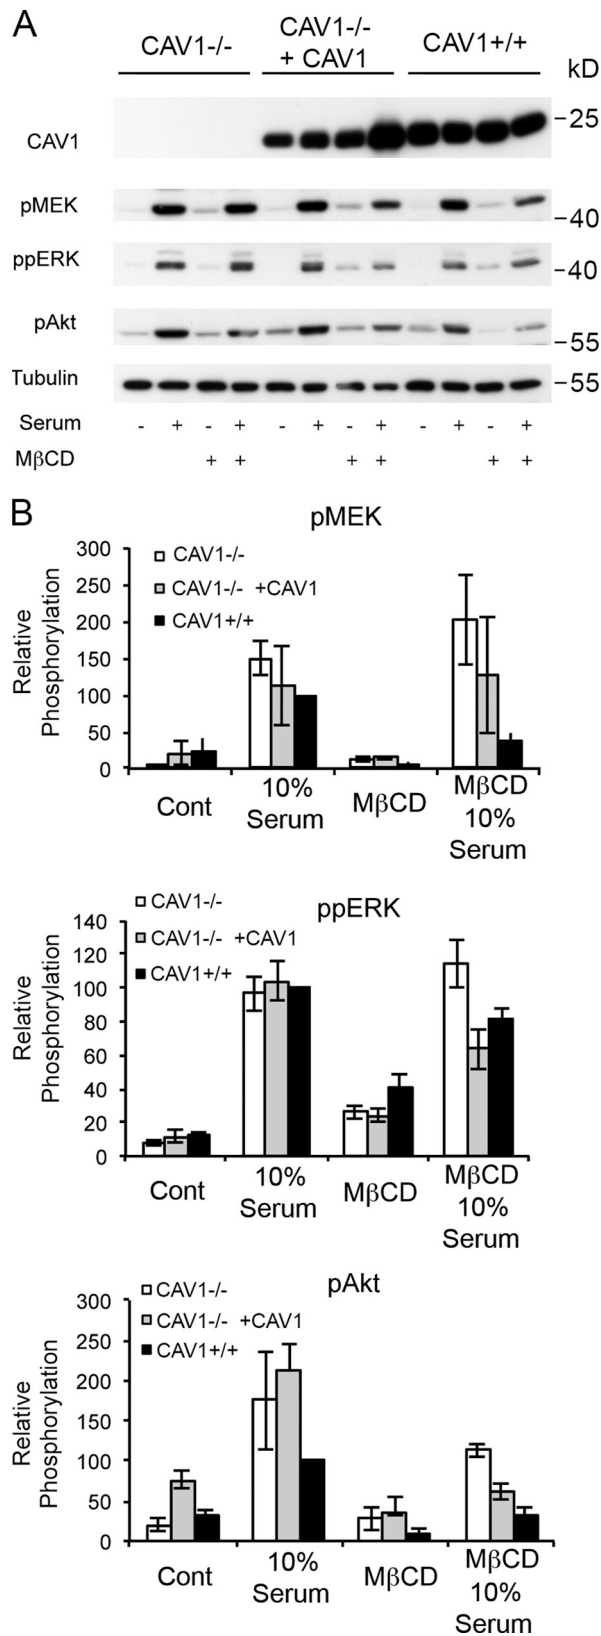 A
CAV1-/-
CAV1-/-
+ CAV1
CAV1+/+
kD
CAV1
-25
pMEK
-40
ppERK
-40
pAkt
-55
Tubulin
-55
Serum - + - + - + - + - + - +
MβCD + + + + + +
B
pMEK
Relative
Phosphorylation
300
250
200
150
100
50
0
CAV1-/-
CAV1-/- +CAV1
CAV1+/+
Cont
10%
Serum
MβCD
MβCD
10%
Serum
ppERK
Relative
Phosphorylation
140
120
100
80
60
40
20
0
CAV1-/-
CAV1-/- +CAV1
CAV1+/+
Cont
10%
Serum
MβCD
MβCD
10%
Serum
pAkt
Relative
Phosphorylation
300
250
200
150
100
50
0
CAV1-/-
CAV1-/- +CAV1
CAV1+/+
Cont
10%
Serum
MβCD
MβCD
10%
Serum